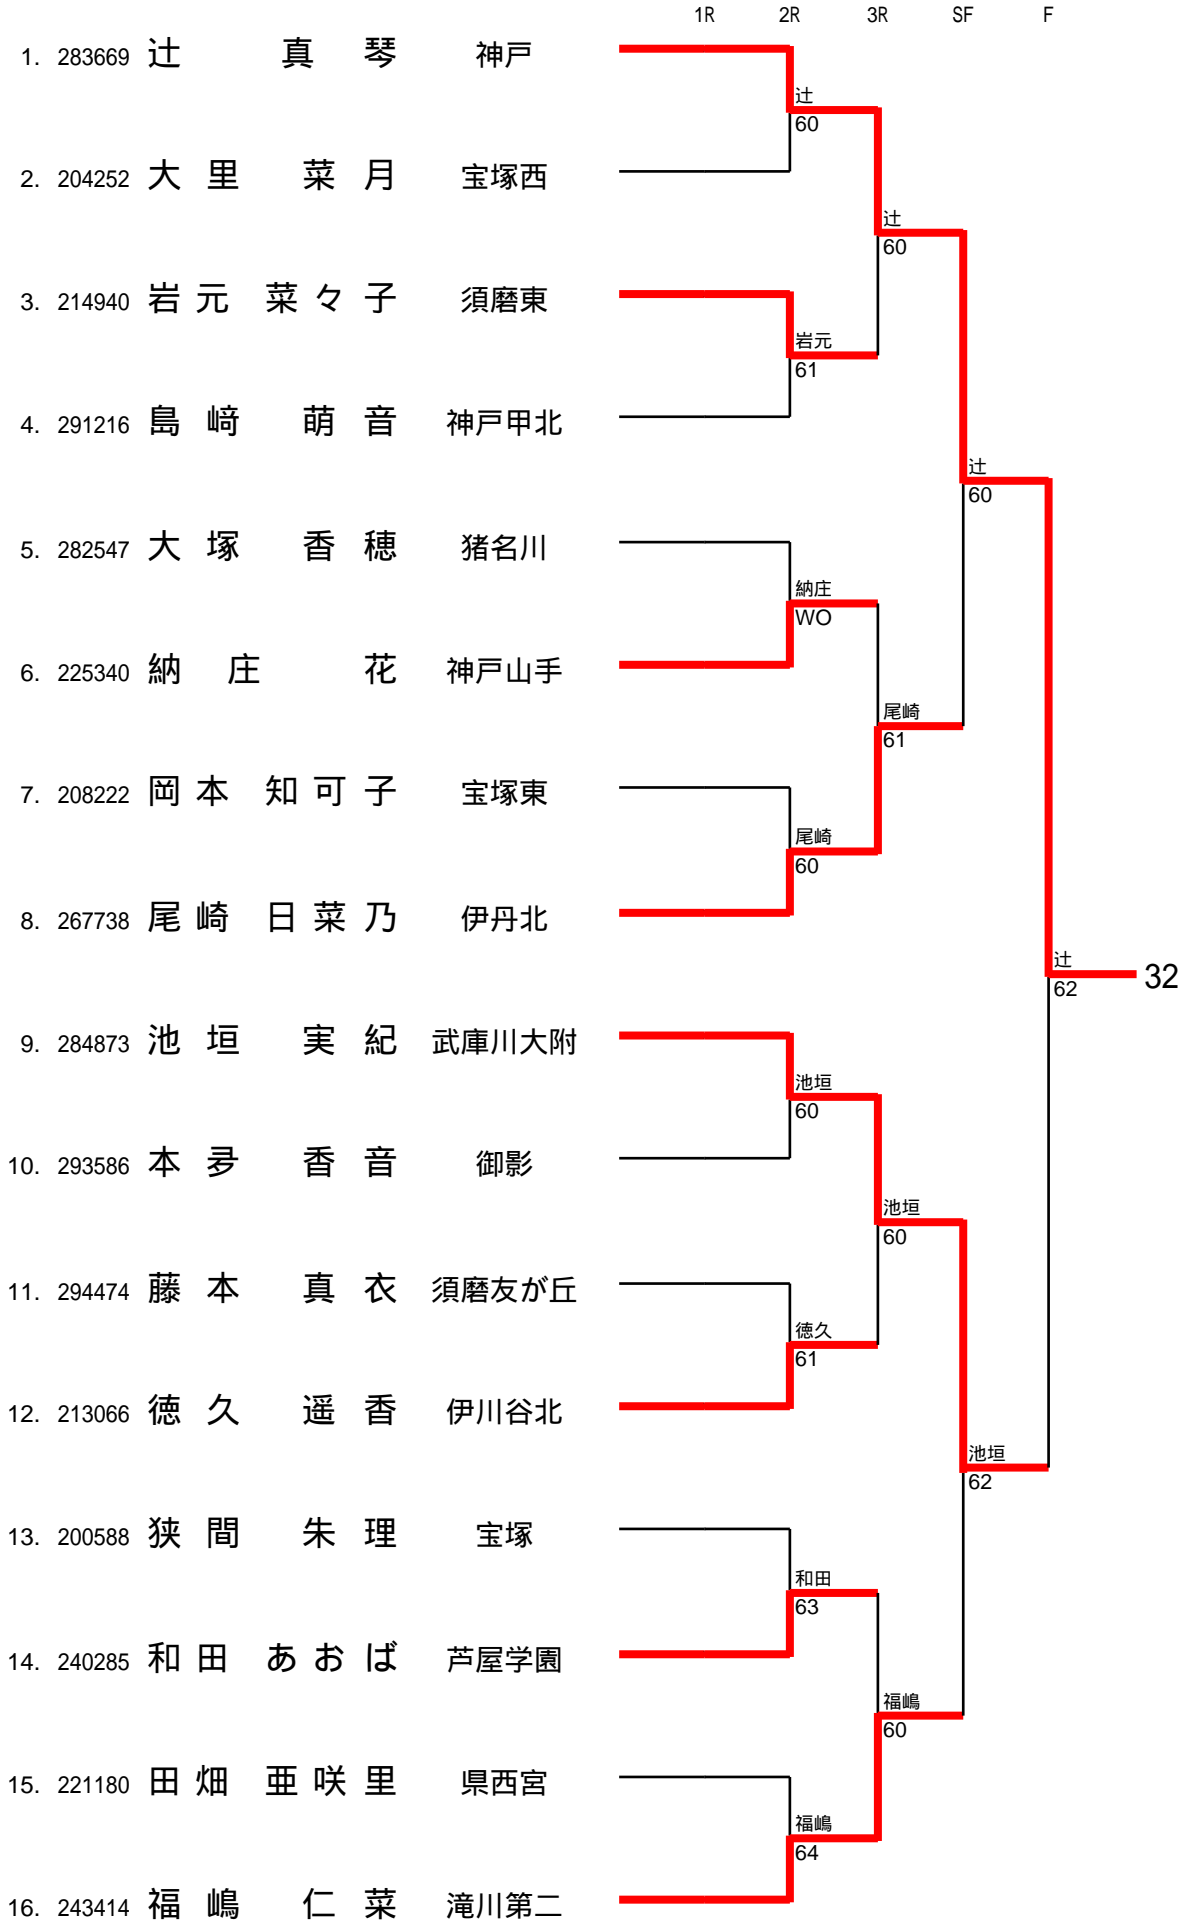 1R 2R 3R SF F
1. 283669 辻 真琴 神戸
辻
60
2. 204252 大里 菜月 宝塚西
辻
60
3. 214940 岩元 菜々子 須磨東
岩元
61
4. 291216 島﨑 萌音 神戸甲北
辻
60
5. 282547 大塚 香穂 猪名川
納庄
WO
6. 225340 納庄 花 神戸山手
尾崎
61
7. 208222 岡本 知可子 宝塚東
尾崎
60
8. 267738 尾崎 日菜乃 伊丹北
辻
62
32
9. 284873 池垣 実紀 武庫川大附
池垣
60
10. 293586 本夛 香音 御影
池垣
60
11. 294474 藤本 真衣 須磨友が丘
徳久
61
12. 213066 徳久 遥香 伊川谷北
池垣
62
13. 200588 狭間 朱理 宝塚
和田
63
14. 240285 和田 あおば 芦屋学園
福嶋
60
15. 221180 田畑 亜咲里 県西宮
福嶋
64
16. 243414 福嶋 仁菜 滝川第二